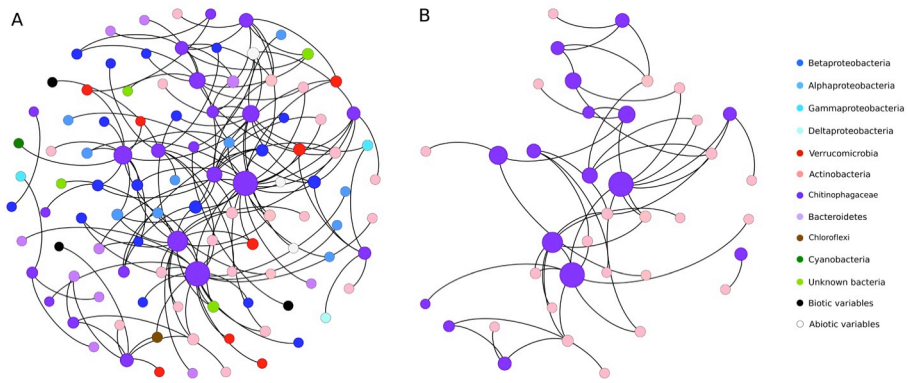 A
B
Betaproteobacteria
Alphaproteobacteria
Gammaproteobacteria
Deltaproteobacteria
Verrucomicrobia
Actinobacteria
Chitinophagaceae
Bacteroidetes
Chloroflexi
Cyanobacteria
Unknown bacteria
Biotic variables
Abiotic variables